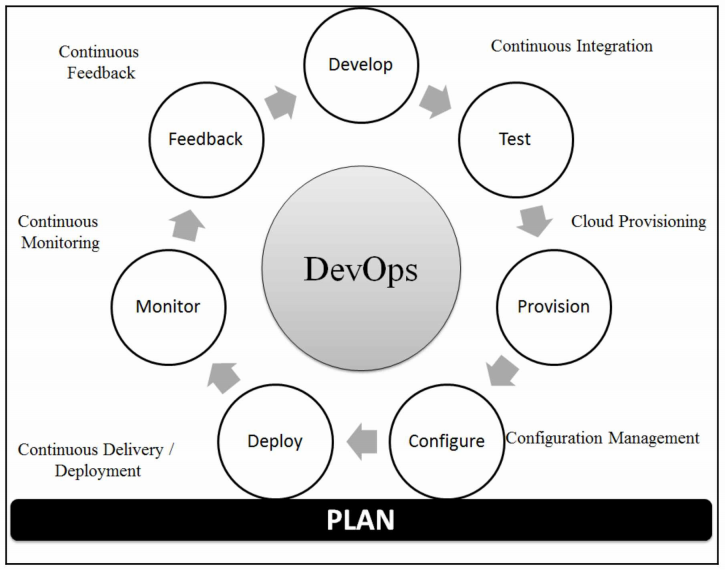 Continuous
Feedback
Develop
Continuous Integration
Feedback
Test
Continuous
Monitoring
DevOps
Cloud Provisioning
Monitor
Provision
Continuous Delivery /
Deployment
Deploy
Configure
Configuration Management
PLAN